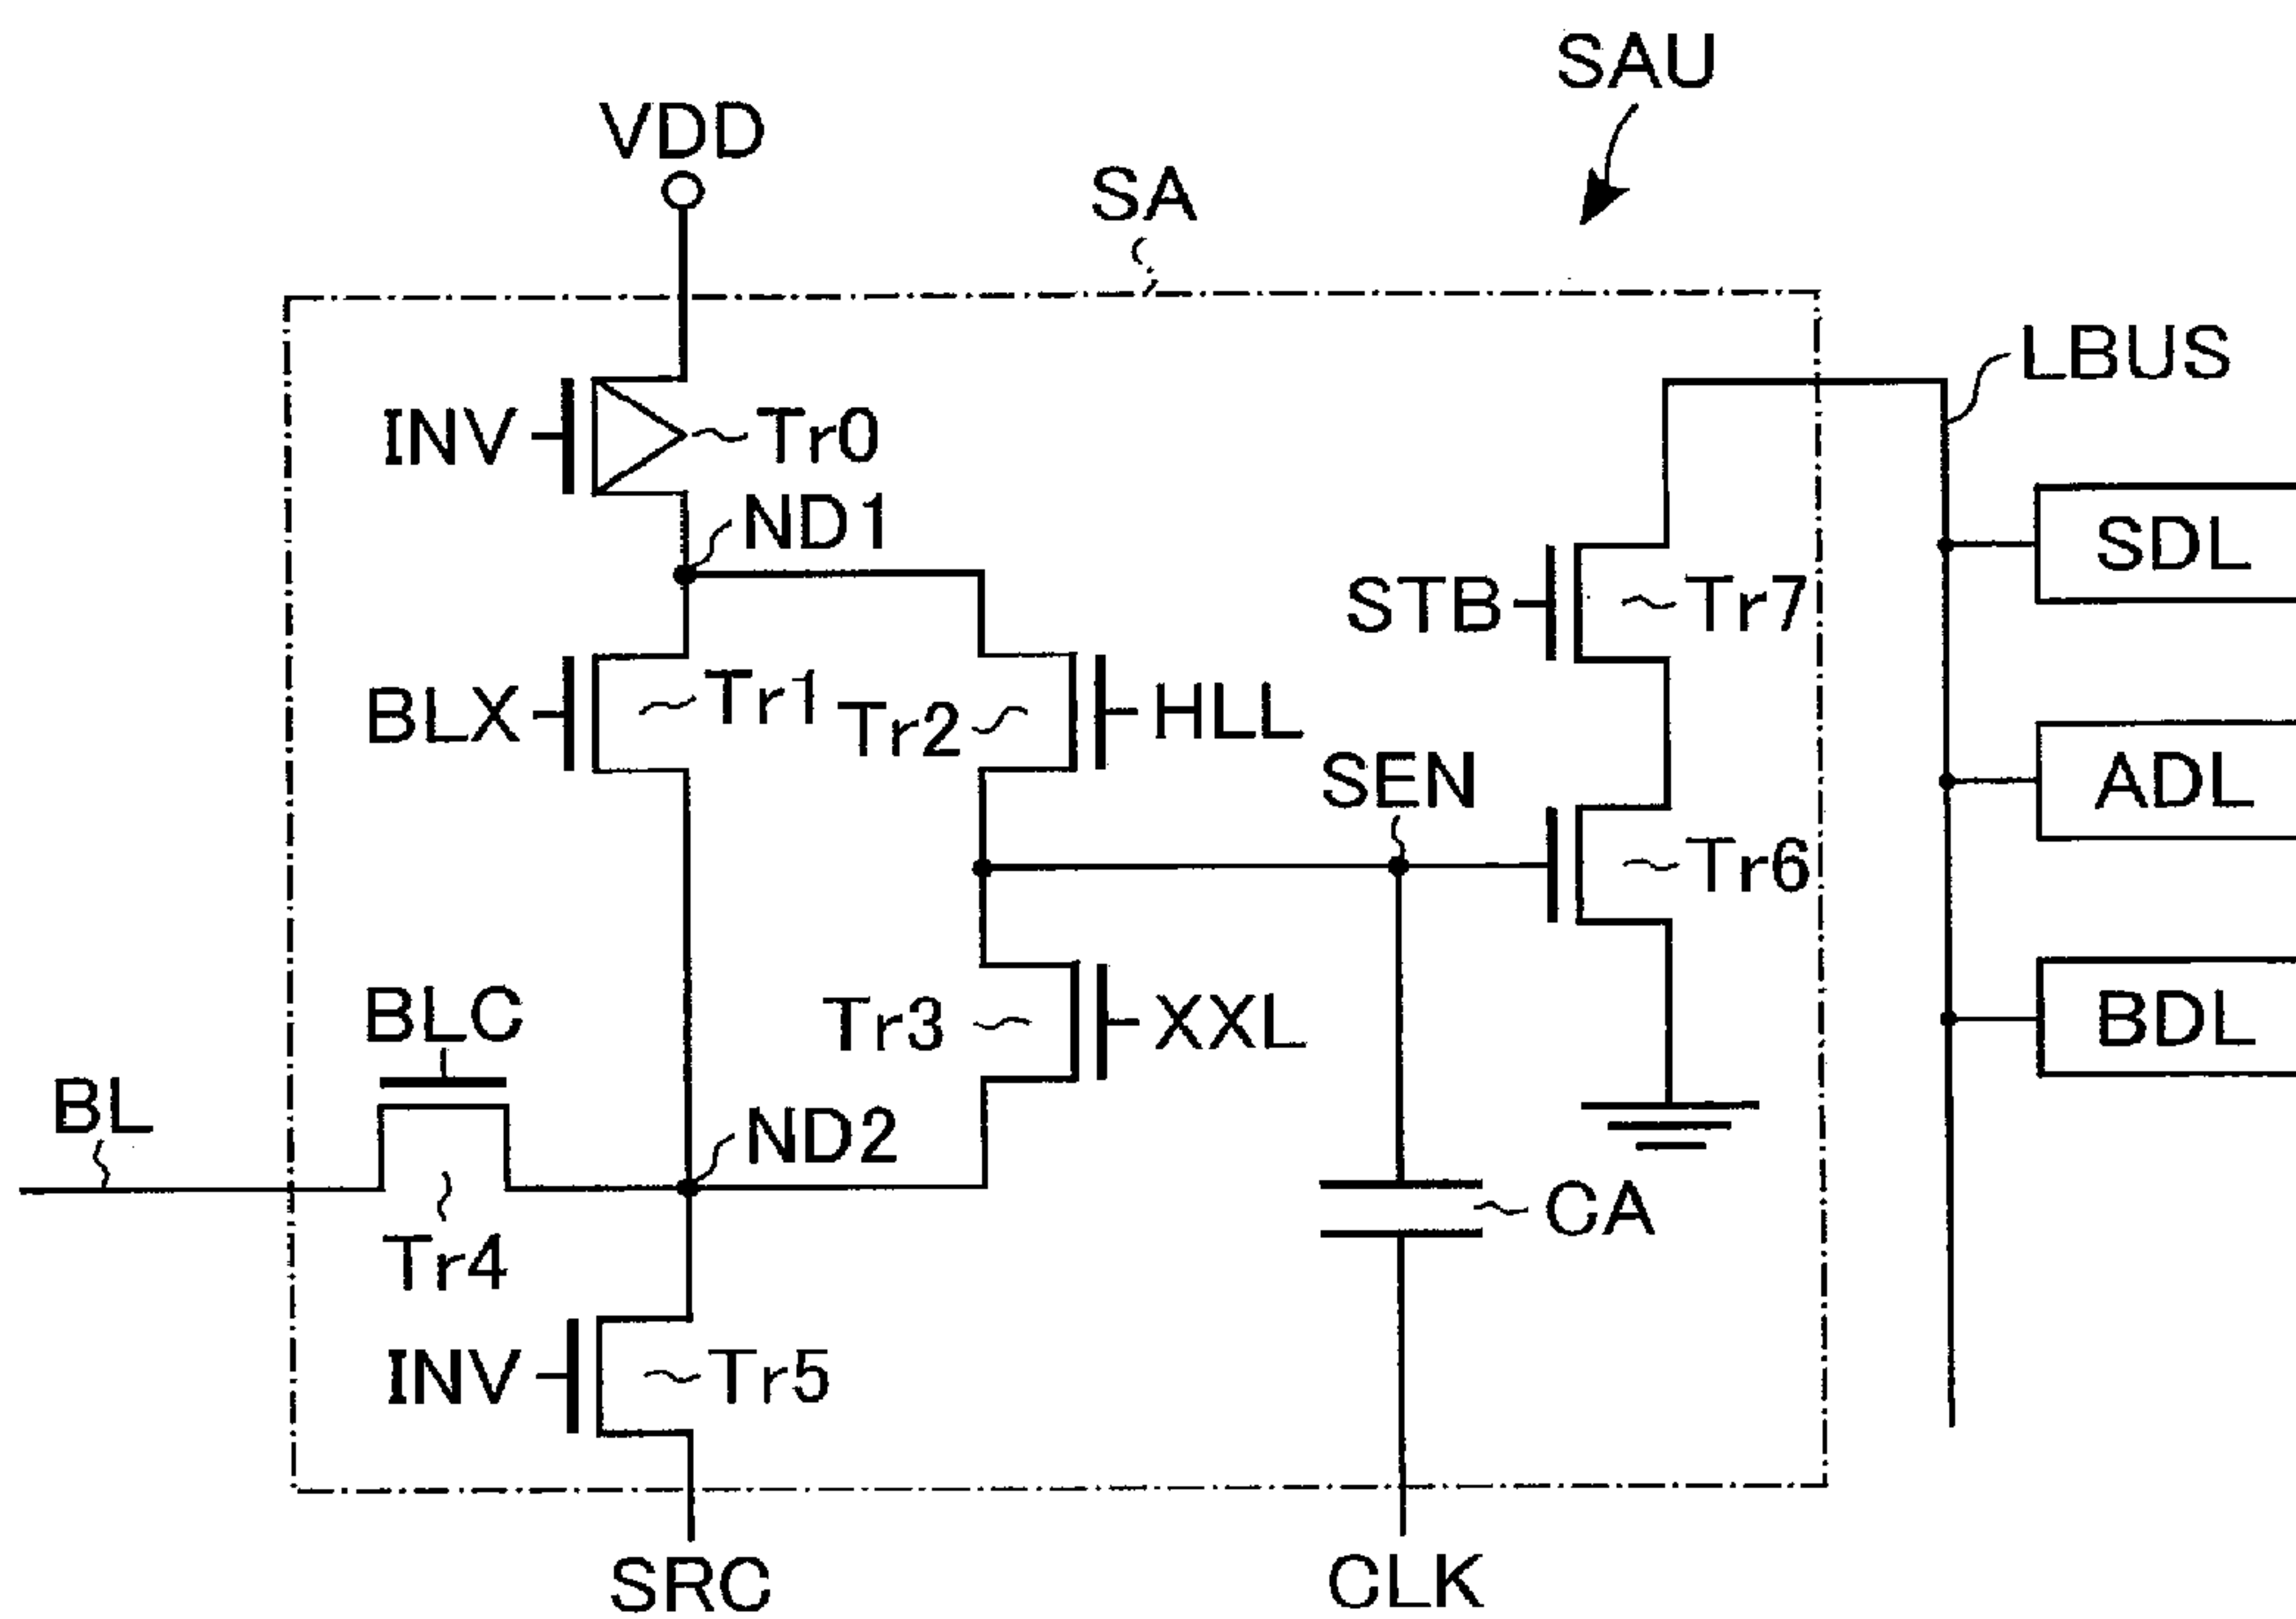 SAU
VDD
SA
LBUS
INV
Tr0
ND1
SDL
STB
Tr7
BLX
Tr1
Tr2
HLL
SEN
ADL
Tr6
BLC
Tr3
XXL
BDL
BL
ND2
CA
Tr4
INV
Tr5
SRC
CLK